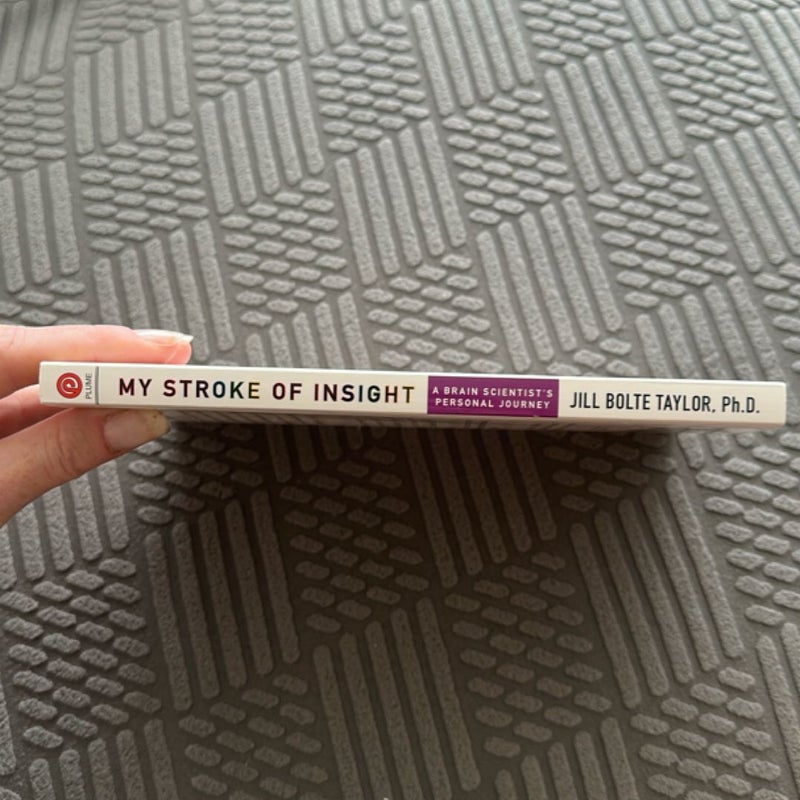 PLUME
MY STROKE OF INSIGHT
A BRAIN SCIENTIST'S
PERSONAL JOURNEY
JILL BOLTE TAYLOR, Ph.D.